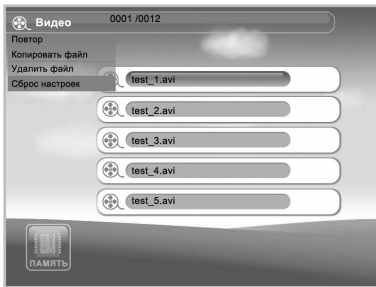 Видео
0001 /0012
Повтор
Копировать файл
Удалить файл
Сброс настроек
test_1.avi
test_2.avi
test_3.avi
test_4.avi
test_5.avi
ПАМЯТЬ